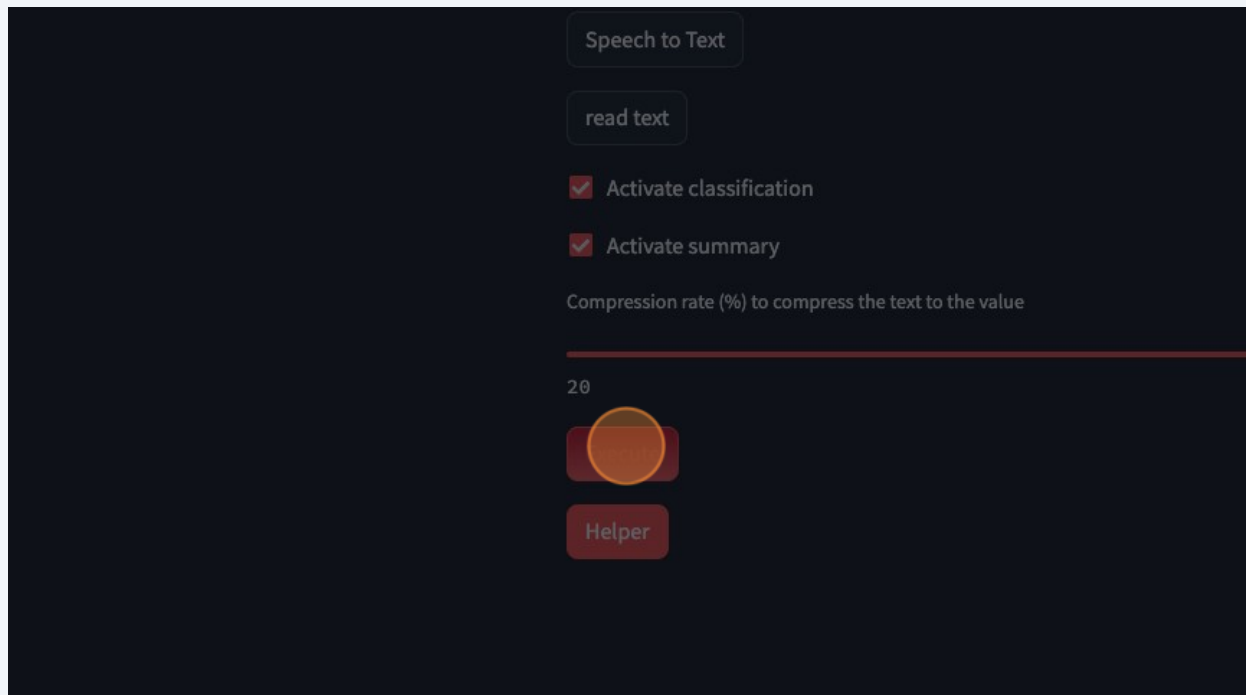 Speech to Text
read text
Activate classification
Activate summary
Compression rate (%) to compress the text to the value
20
Helper